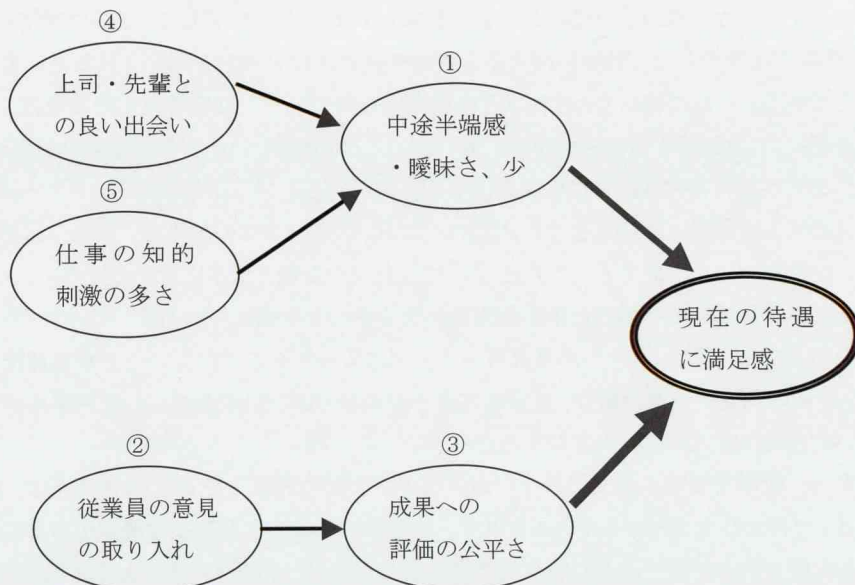 ④
上司・先輩と
の良い出会い
①
中途半端感
・曖昧さ、少
⑤
仕事の知的
刺激の多さ
現在の待遇
に満足感
②
従業員の意見
の取り入れ
③
成果への
評価の公平さ